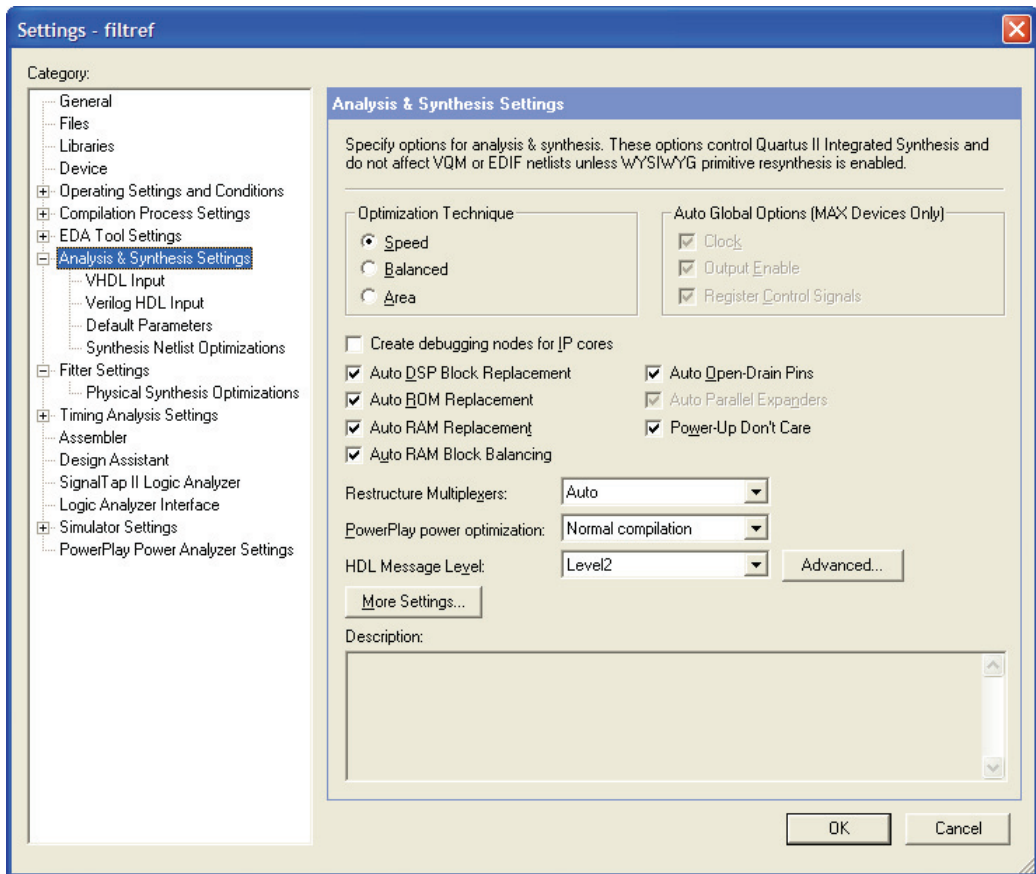 Settings - filtref
Category:
General
Files
Libraries
Device
Operating Settings and Conditions
Compilation Process Settings
EDA Tool Settings
Analysis & Synthesis Settings
VHDL Input
Verilog HDL Input
Default Parameters
Synthesis Netlist Optimizations
Fitter Settings
Physical Synthesis Optimizations
Timing Analysis Settings
Assembler
Design Assistant
SignalTap II Logic Analyzer
Logic Analyzer Interface
Simulator Settings
PowerPlay Power Analyzer Settings
Analysis & Synthesis Settings
Specify options for analysis & synthesis. These options control Quartus II Integrated Synthesis and
do not affect VQM or EDIF netlists unless WYSIWYG primitive resynthesis is enabled.
Optimization Technique
Speed
Balanced
Area
Auto Global Options (MAX Devices Only)
Clock
Output Enable
Register Control Signals
Create debugging nodes for IP cores
Auto DSP Block Replacement
Auto ROM Replacement
Auto RAM Replacement
Auto RAM Block Balancing
Auto Open-Drain Pins
Auto Parallel Expanders
Power-Up Don't Care
Restructure Multiplexers: Auto
PowerPlay power optimization: Normal compilation
HDL Message Level: Level2 Advanced...
More Settings...
Description:
OK Cancel